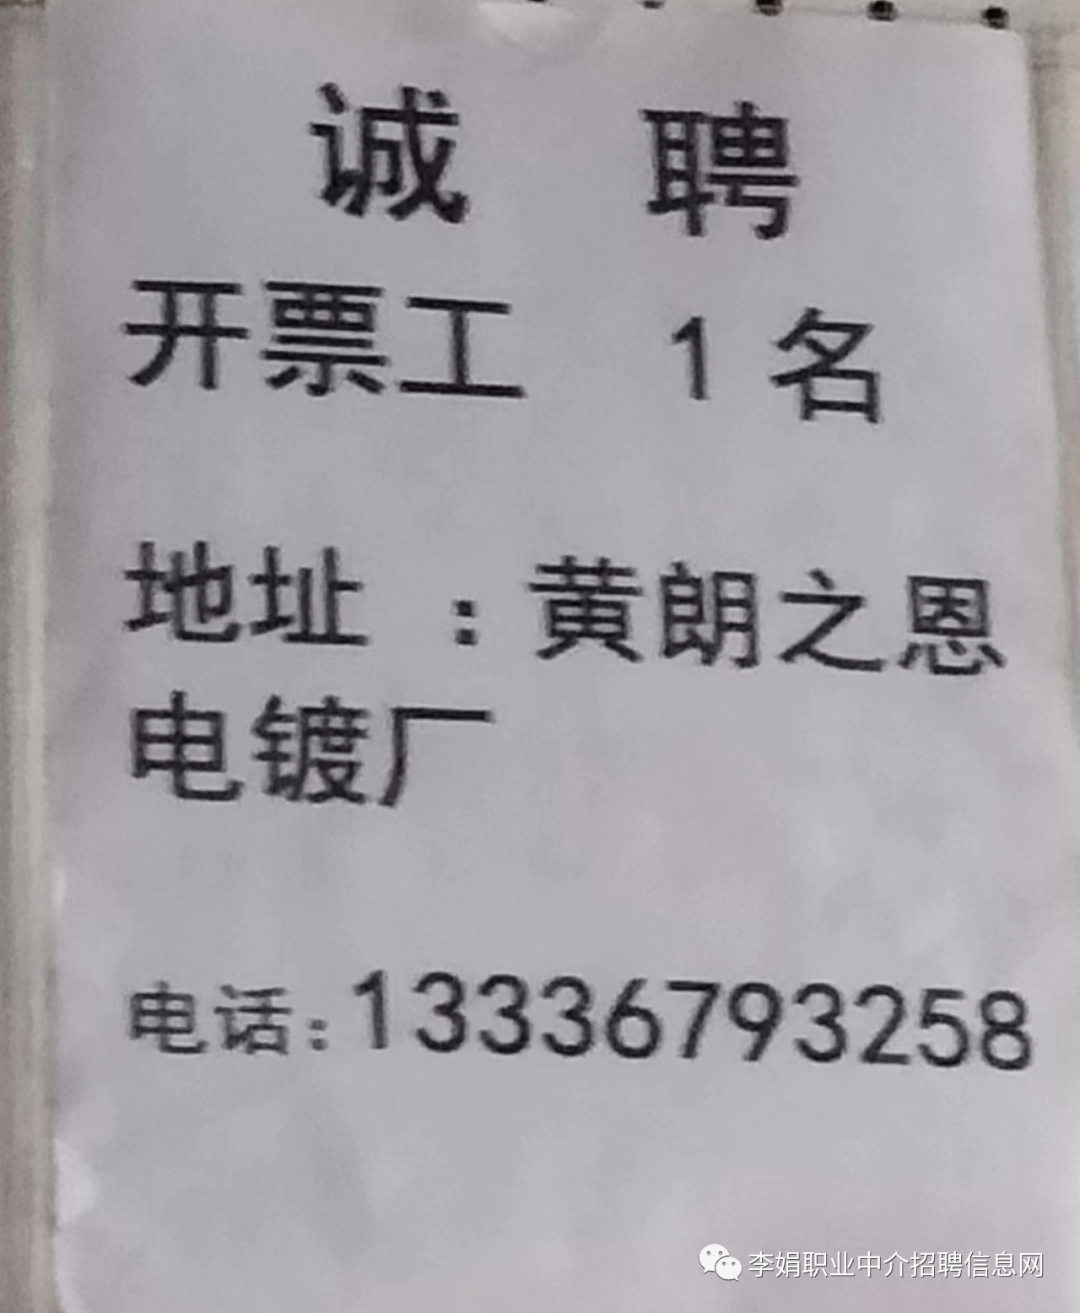 诚 聘
开票工 1名
地址 :黄朗之恩
电镀厂
电话:13336793258
李娟职业中介招聘信息网